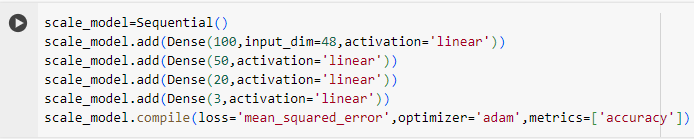 scale_model=Sequential()
scale_model.add(Dense(100,input_dim=48,activation='linear'))
scale_model.add(Dense(50,activation='linear'))
scale_model.add(Dense(20,activation='linear'))
scale_model.add(Dense(3,activation='linear'))
scale_model.compile(loss='mean_squared_error',optimizer='adam',metrics=['accuracy'])